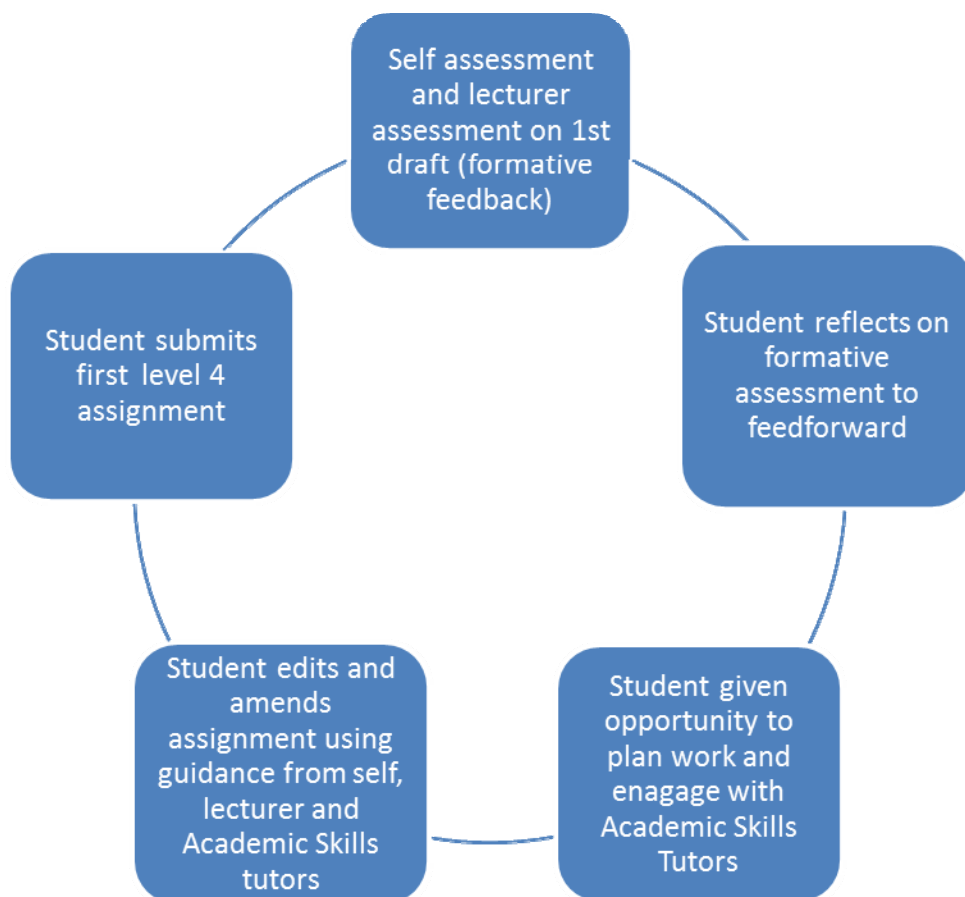 Self assessment
and lecturer
assessment on 1st
draft (formative
feedback)
Student reflects on
formative
assessment to
feedforward
Student given
opportunity to
plan work and
enagage with
Academic Skills
Tutors
Student edits and
amends
assignment using
guidance from self,
lecturer and
Academic Skills
tutors
Student submits
first level 4
assignment